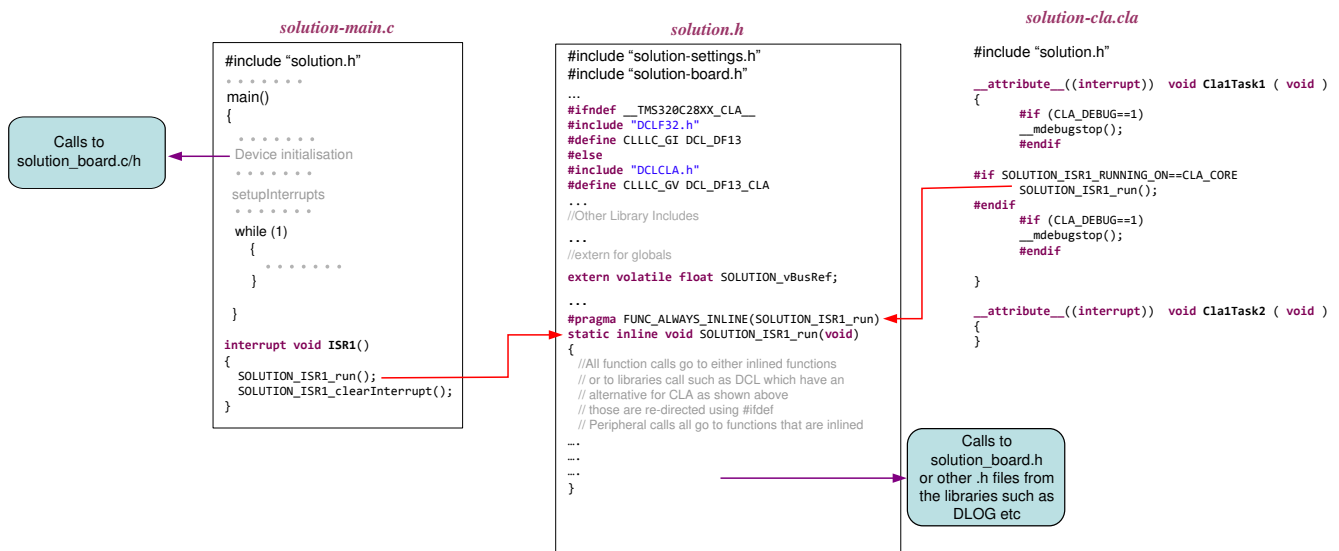 solution-main.c
#include “solution.h”
.......
main()
{
.......
Device initialisation
.......
setupInterrupts
.......
while (1)
{
.......
}
}
interrupt void ISR1()
{
SOLUTION_ISR1_run();
SOLUTION_ISR1_clearInterrupt();
}
Calls to
solution_board.c/h
solution.h
#include “solution-settings.h”
#include “solution-board.h”
...
#ifndef __TMS320C28XX_CLA__
#include "DCLF32.h"
#define CLLLC_GI DCL_DF13
#else
#include "DCLCLA.h"
#define CLLLC_GV DCL_DF13_CLA
...
//Other Library Includes
...
//extern for globals
extern volatile float SOLUTION_vBusRef;
...
#pragma FUNC_ALWAYS_INLINE(SOLUTION_ISR1_run)
static inline void SOLUTION_ISR1_run(void)
{
//All function calls go to either inlined functions
// or to libraries call such as DCL which have an
// alternative for CLA as shown above
// those are re-directed using #ifdef
// Peripheral calls all go to functions that are inlined
….
….
….
}
Calls to
solution_board.h
or other .h files from
the libraries such as
DLOG etc
solution-cla.cla
#include “solution.h”
__attribute__((interrupt)) void Cla1Task1 ( void )
{
#if (CLA_DEBUG==1)
__mdebugstop();
#endif
#if SOLUTION_ISR1_RUNNING_ON==CLA_CORE
SOLUTION_ISR1_run();
#endif
#if (CLA_DEBUG==1)
__mdebugstop();
#endif
}
__attribute__((interrupt)) void Cla1Task2 ( void )
{
}